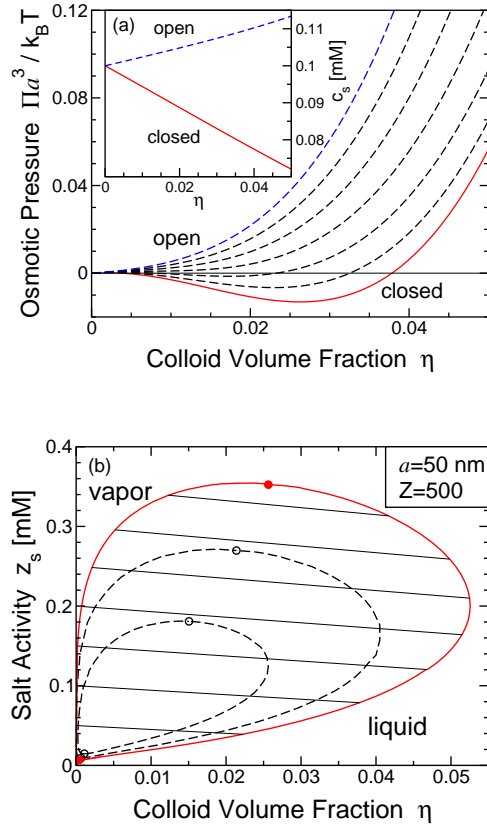 (a)
open
closed
0.11
0.1
0.09
0.08
c_s [mM]
0
0.02
0.04
η
0.12
0.08
0.04
0
Osmotic Pressure Πa³ / k_BT
open
closed
0
0.02
0.04
Colloid Volume Fraction η
(b)
vapor
a=50 nm
Z=500
0.4
0.3
0.2
0.1
0
Salt Activity z_s [mM]
liquid
0
0.01
0.02
0.03
0.04
0.05
Colloid Volume Fraction η